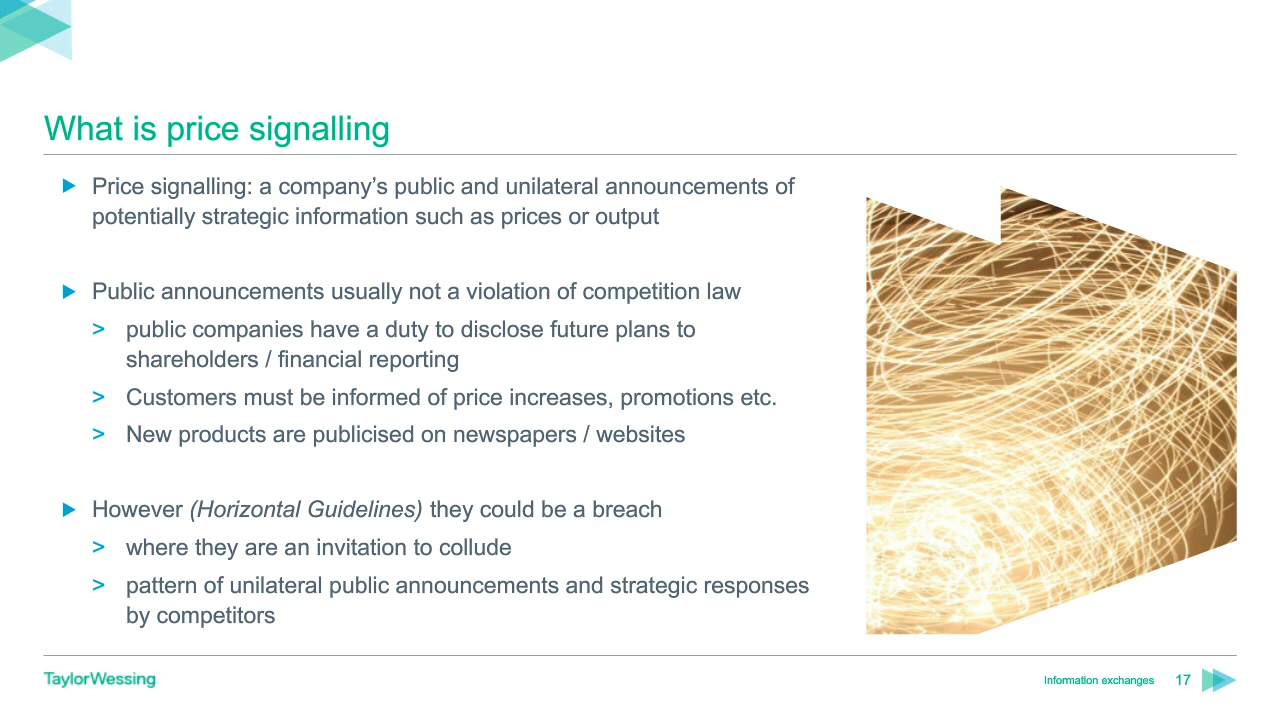 What is price signalling
Price signalling: a company’s public and unilateral announcements of
potentially strategic information such as prices or output
Public announcements usually not a violation of competition law
> public companies have a duty to disclose future plans to
shareholders / financial reporting
> Customers must be informed of price increases, promotions etc.
> New products are publicised on newspapers / websites
However (Horizontal Guidelines) they could be a breach
> where they are an invitation to collude
> pattern of unilateral public announcements and strategic responses
by competitors
TaylorWessing
Information exchanges 17